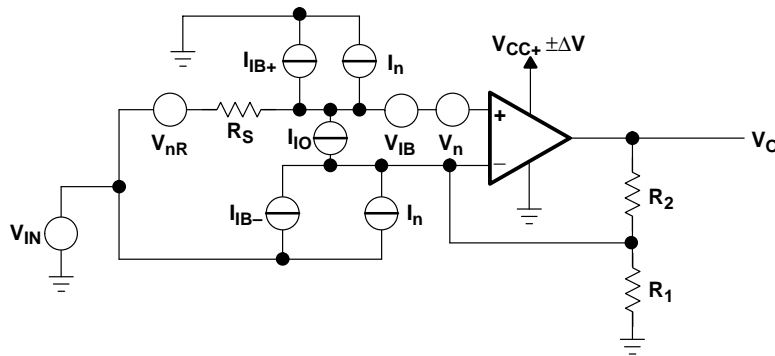 V_CC+ ±ΔV
I_IB+
I_n
V_nR
R_S
I_IO
V_IB
V_n
+
–
V_O
I_IB–
I_n
R_2
V_IN
R_1